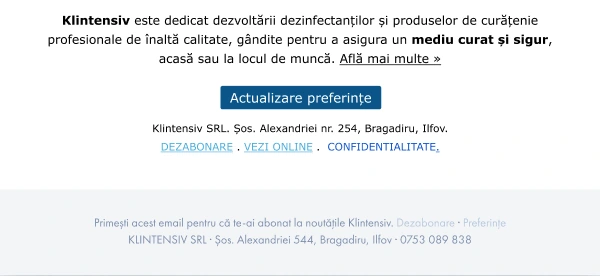 Klintensiv este dedicat dezvoltării dezinfectanților și produselor de curățenie
profesionale de înaltă calitate, gândite pentru a asigura un mediu curat și sigur,
acasă sau la locul de muncă. Află mai multe »
Actualizare preferințe
Klintensiv SRL. Șos. Alexandriei nr. 254, Bragadiru, Ilfov.
DEZABONARE . VEZI ONLINE . CONFIDENTIALITATE.
Primești acest email pentru că te-ai abonat la noutățile Klintensiv. Dezabonare · Preferințe
KLINTENSIV SRL · Șos. Alexandriei 544, Bragadiru, Ilfov · 0753 089 838